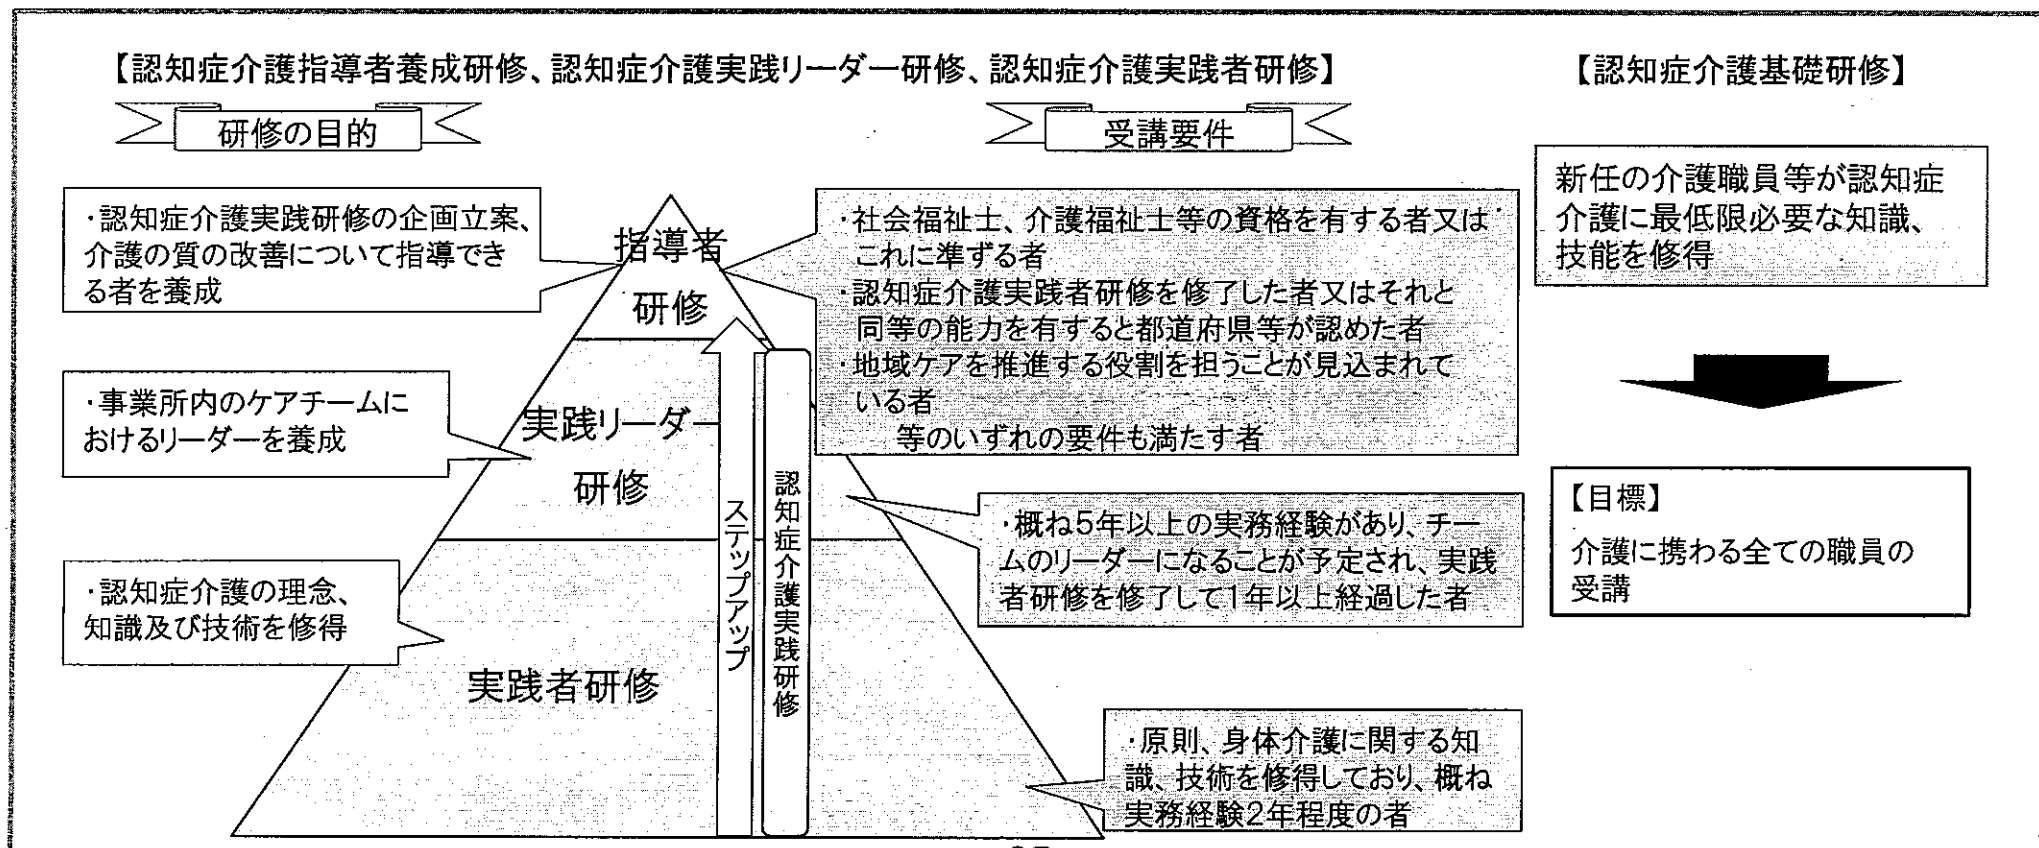 【認知症介護指導者養成研修、認知症介護実践リーダー研修、認知症介護実践者研修】
研修の目的
受講要件
・認知症介護実践研修の企画立案、
介護の質の改善について指導でき
る者を養成
・事業所内のケアチームに
おけるリーダーを養成
・認知症介護の理念、
知識及び技術を修得
指導者
研修
実践リーダー
研修
実践者研修
ステップアップ
認知症介護実践研修
・社会福祉士、介護福祉士等の資格を有する者又は
これに準ずる者
・認知症介護実践者研修を修了した者又はそれと
同等の能力を有すると都道府県等が認めた者
・地域ケアを推進する役割を担うことが見込まれて
いる者
等のいずれの要件も満たす者
・概ね5年以上の実務経験があり、チー
ムのリーダーになることが予定され、実践
者研修を修了して1年以上経過した者
・原則、身体介護に関する知
識、技術を修得しており、概ね
実務経験2年程度の者
【認知症介護基礎研修】
新任の介護職員等が認知症
介護に最低限必要な知識、
技能を修得
【目標】
介護に携わる全ての職員の
受講